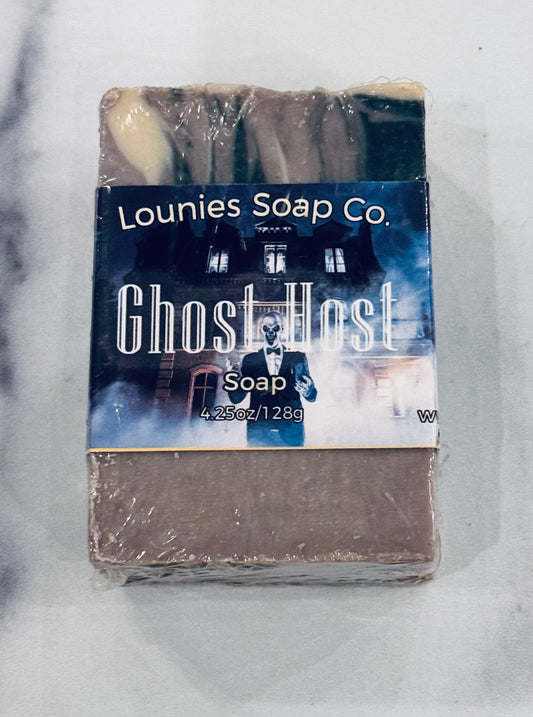 Lounies Soap Co.
Ghost Host
Soap
4.25oz/128g
W